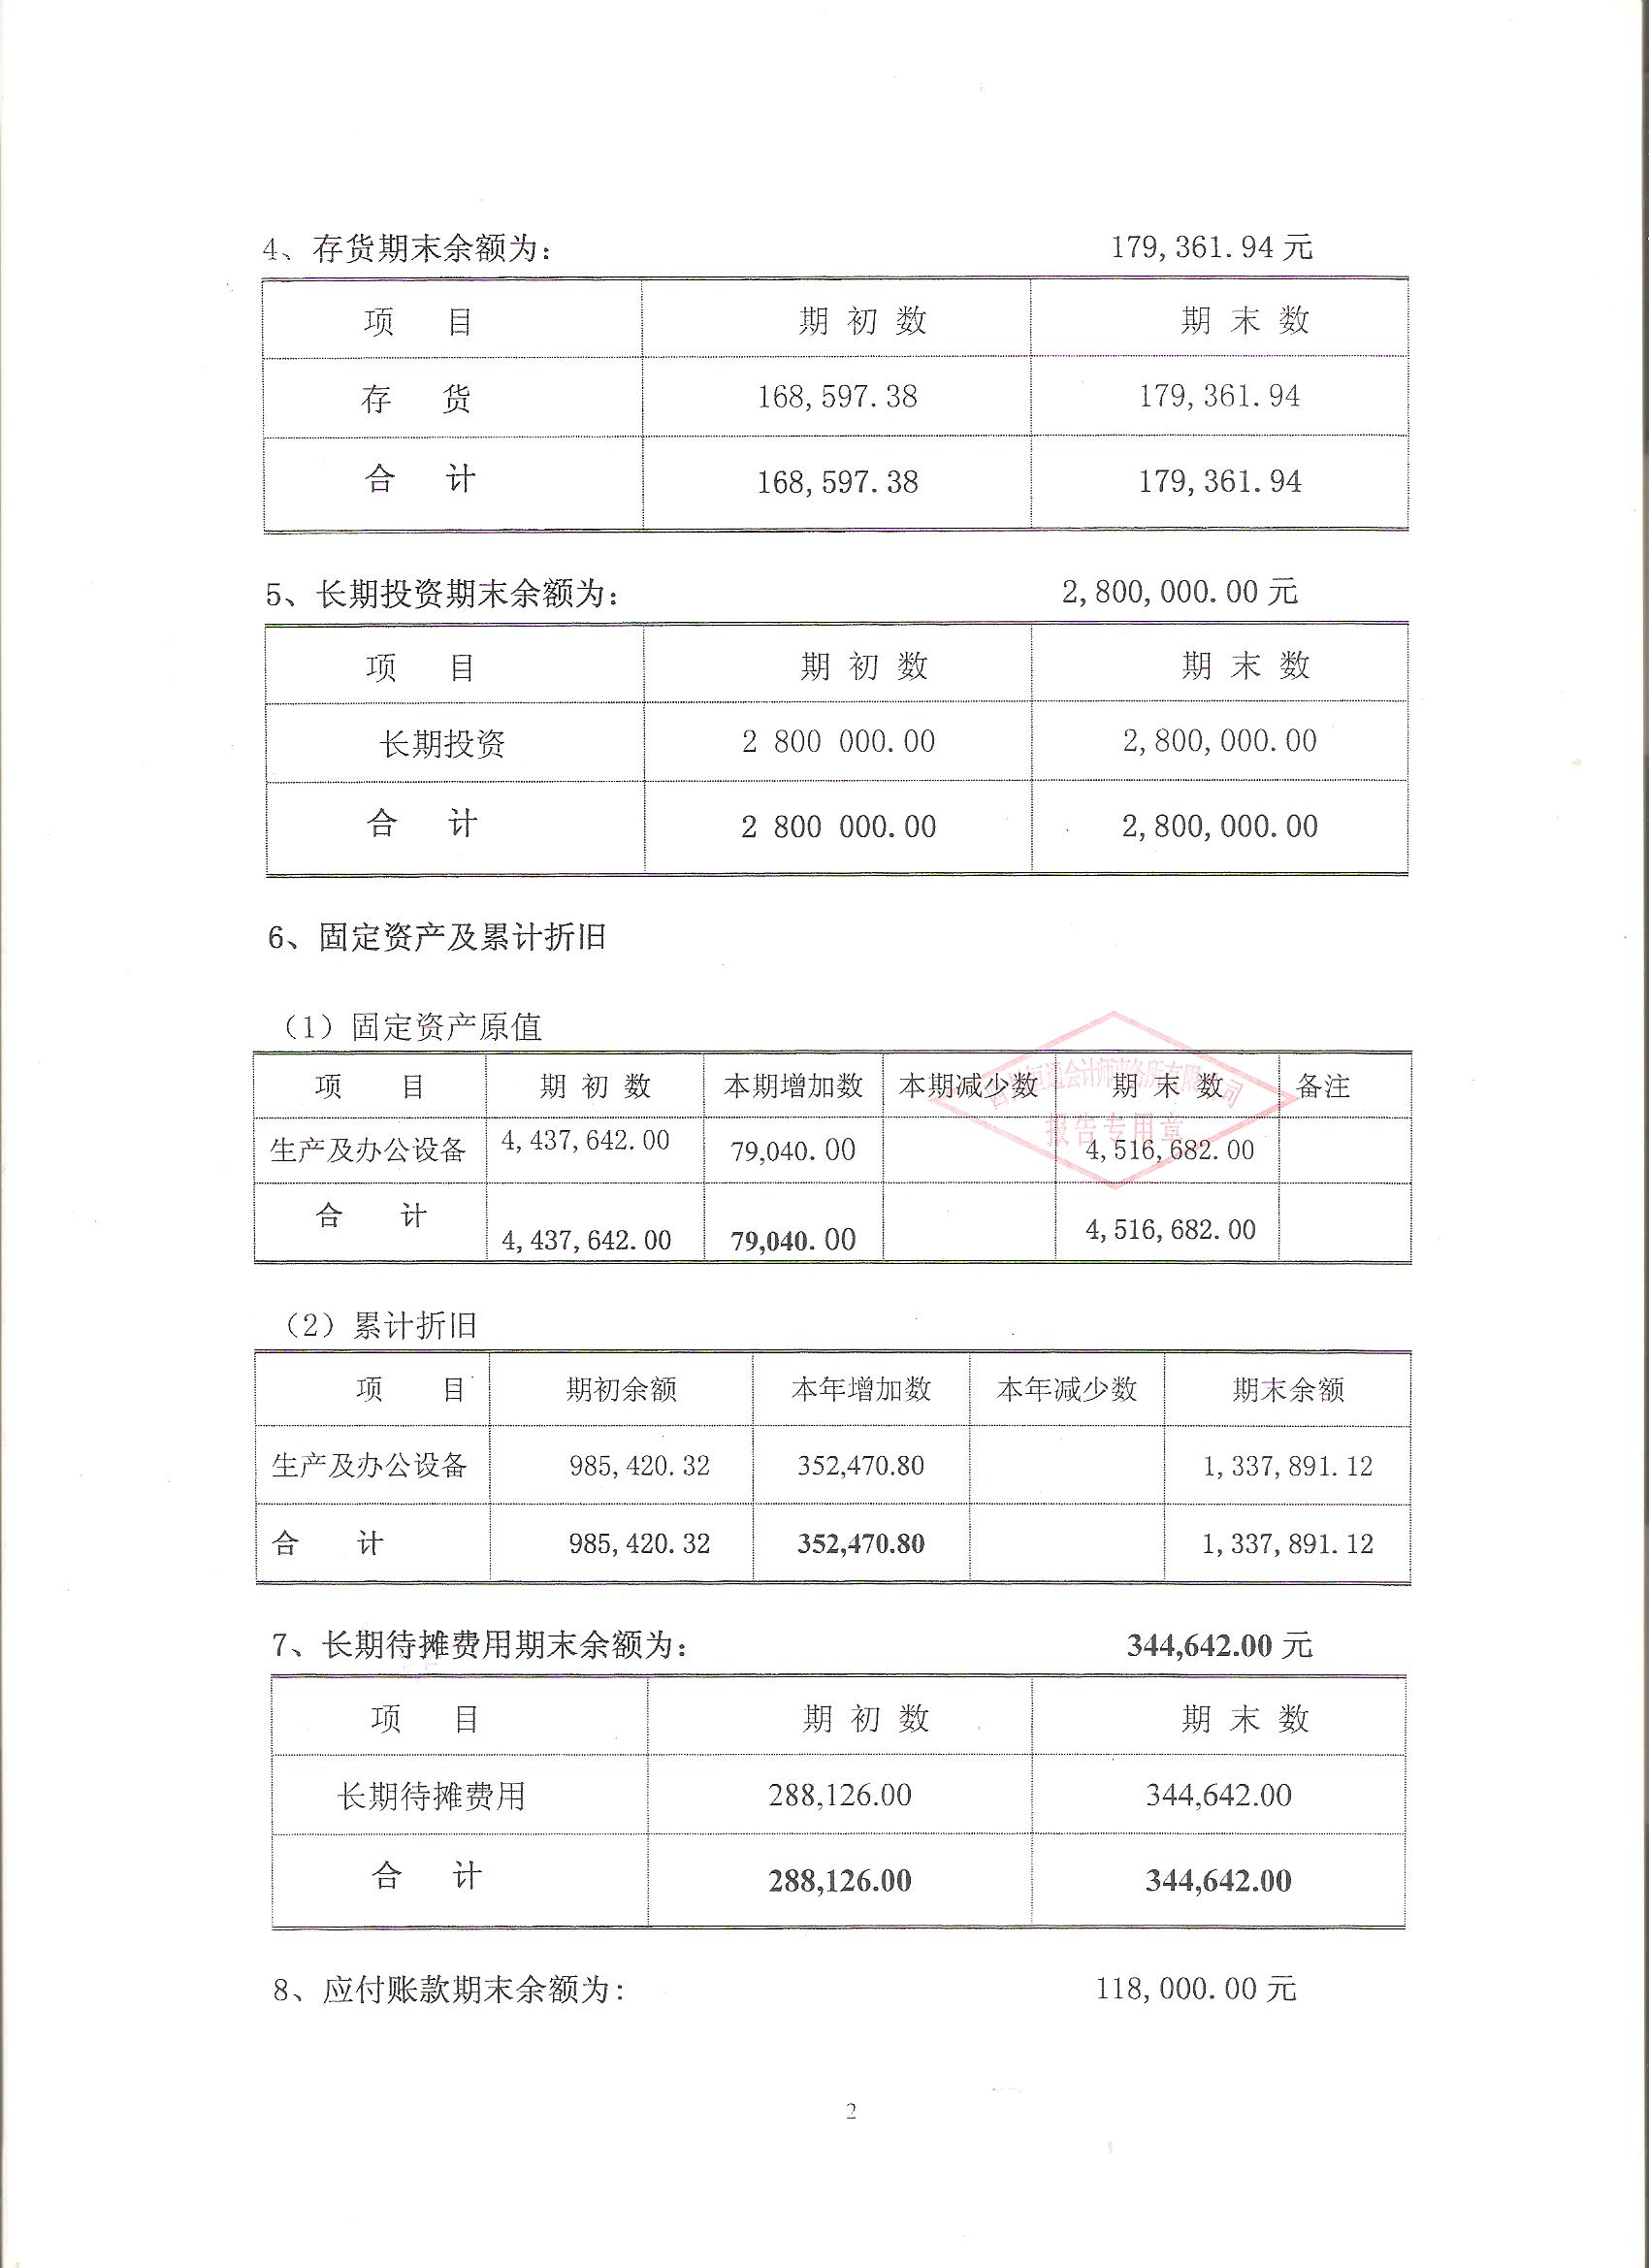 4、存货期末余额为： 179,361.94 元
项 目 期 初 数 期 末 数
存 货 168,597.38 179,361.94
合 计 168,597.38 179,361.94
5、长期投资期末余额为： 2,800,000.00 元
项 目 期 初 数 期 末 数
长期投资 2 800 000.00 2,800,000.00
合 计 2 800 000.00 2,800,000.00
6、固定资产及累计折旧
（1）固定资产原值
项 目 期 初 数 本期增加数 本期减少数 期 末 数 备注
生产及办公设备 4,437,642.00 79,040.00 4,516,682.00
合 计 4,437,642.00 79,040.00 4,516,682.00
会计师事务所有限公司
报告专用章
（2）累计折旧
项 目 期初余额 本年增加数 本年减少数 期末余额
生产及办公设备 985,420.32 352,470.80 1,337,891.12
合 计 985,420.32 352,470.80 1,337,891.12
7、长期待摊费用期末余额为： 344,642.00 元
项 目 期 初 数 期 末 数
长期待摊费用 288,126.00 344,642.00
合 计 288,126.00 344,642.00
8、应付账款期末余额为： 118,000.00 元
2